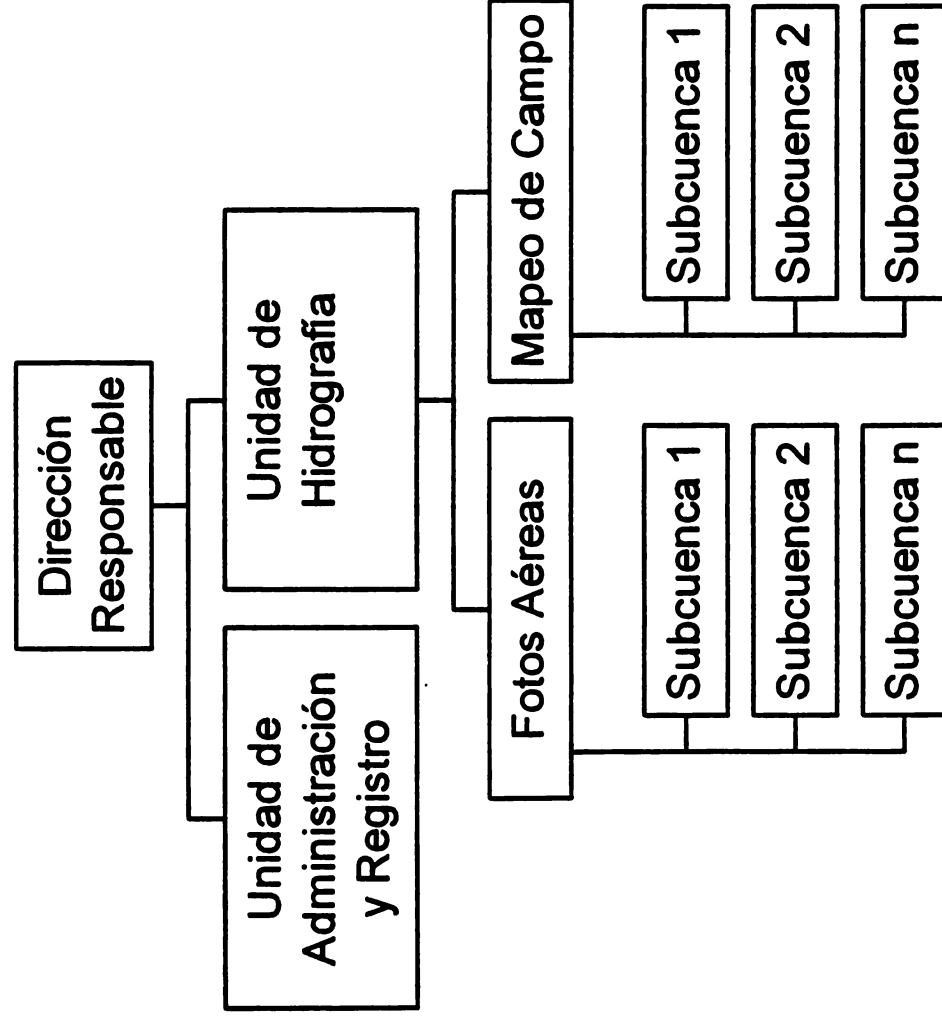 Dirección
Responsable
Unidad de
Administración
y Registro
Unidad de
Hidrografía
Fotos Aéreas
Subcuenca 1
Subcuenca 2
Subcuenca n
Mapeo de Campo
Subcuenca 1
Subcuenca 2
Subcuenca n